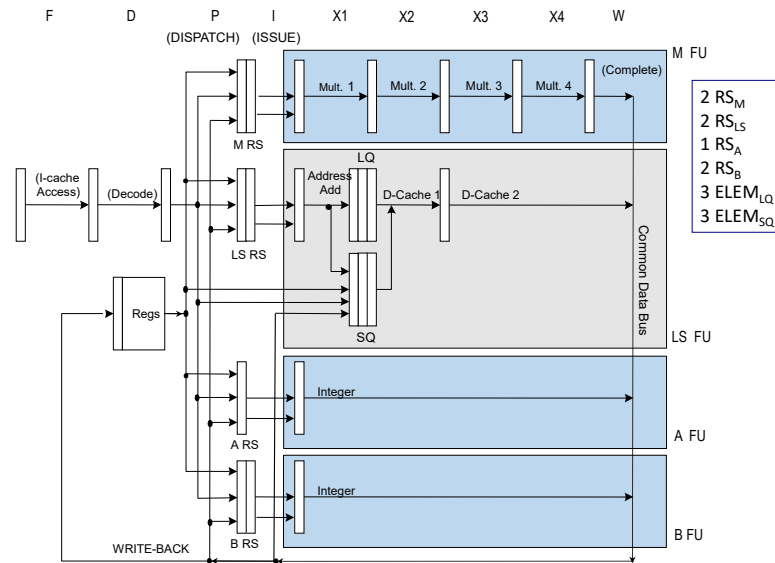 F D P I X1 X2 X3 X4 W
(DISPATCH) (ISSUE)
M FU
(Complete)
Mult. 1 Mult. 2 Mult. 3 Mult. 4
M RS
2 RSM
2 RSLS
1 RSA
2 RSB
3 ELEMLQ
3 ELEMSQ
LQ
(I-cache
Access)
(Decode)
Address
Add
D-Cache 1 D-Cache 2
LS RS
Common Data Bus
Regs
SQ
LS FU
Integer
A RS
A FU
Integer
B RS
B FU
WRITE-BACK